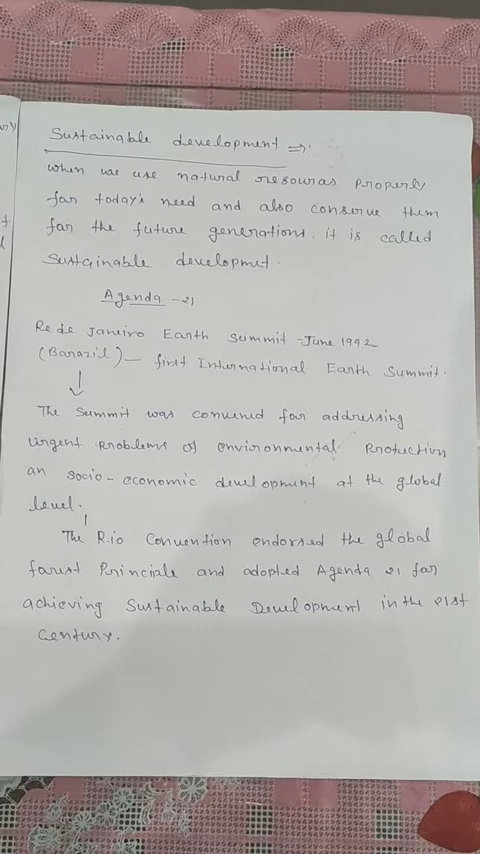 Sustainable development ⇒
when we use natural resouras properly
for today's need and also conserve them
for the future generations. it is called
Sustainable developmet.
Agenda - 21
Re de Janeiro Earth Summit - June 1992
(Barazil) — first International Earth Summit.
The Summit was convened for addressing
urgent problems of environmental protection
an socio - economic development at the global
level.
The Rio Convention endorsed the global
forust Principle and adopted Agenda 21 for
achieving Sustainable Development in the 21st
Century.